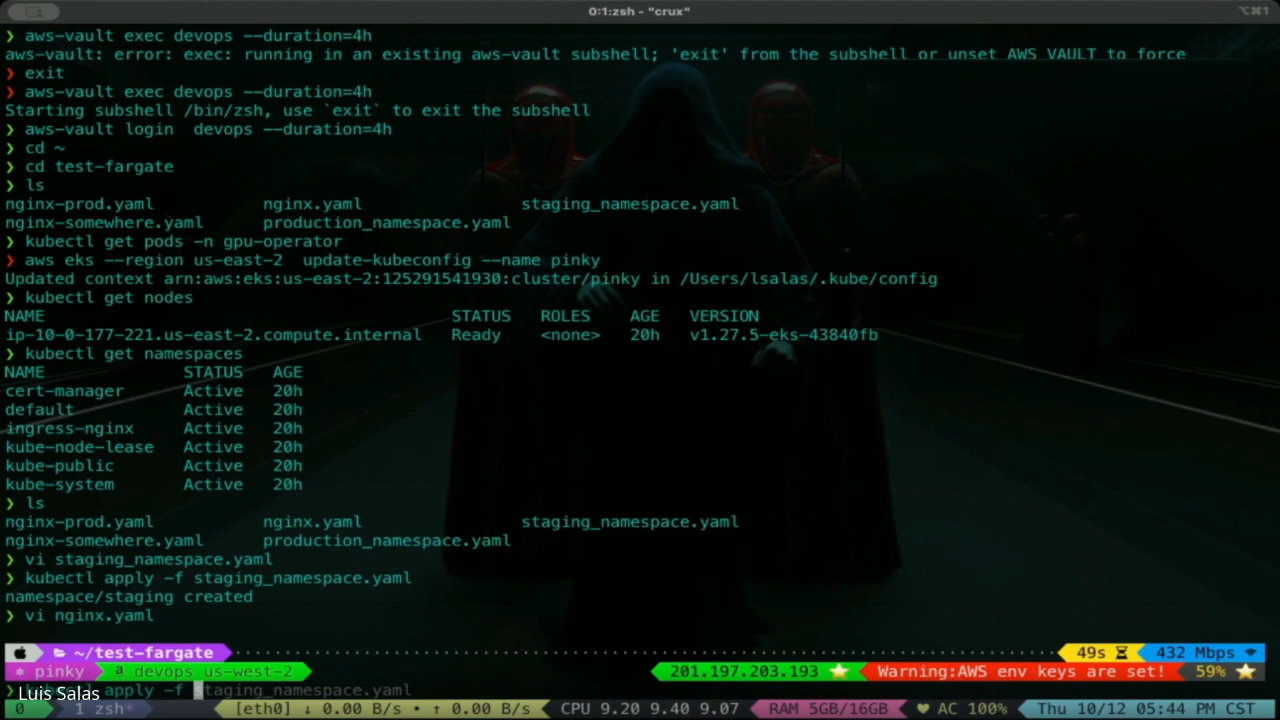 0:1:zsh - "crux"
⌥⌘1
❯ aws-vault exec devops --duration=4h
aws-vault: error: exec: running in an existing aws-vault subshell; 'exit' from the subshell or unset AWS_VAULT to force
❯ exit
❯ aws-vault exec devops --duration=4h
Starting subshell /bin/zsh, use `exit` to exit the subshell
❯ aws-vault login  devops --duration=4h
❯ cd ~
❯ cd test-fargate
❯ ls
nginx-prod.yaml nginx.yaml staging_namespace.yaml
nginx-somewhere.yaml production_namespace.yaml
❯ kubectl get pods -n gpu-operator
❯ aws eks --region us-east-2  update-kubeconfig --name pinky
Updated context arn:aws:eks:us-east-2:125291541930:cluster/pinky in /Users/lsalas/.kube/config
❯ kubectl get nodes
NAME STATUS ROLES AGE VERSION
ip-10-0-177-221.us-east-2.compute.internal Ready <none> 20h v1.27.5-eks-43840fb
❯ kubectl get namespaces
NAME STATUS AGE
cert-manager Active 20h
default Active 20h
ingress-nginx Active 20h
kube-node-lease Active 20h
kube-public Active 20h
kube-system Active 20h
❯ ls
nginx-prod.yaml nginx.yaml staging_namespace.yaml
nginx-somewhere.yaml production_namespace.yaml
❯ vi staging_namespace.yaml
❯ kubectl apply -f staging_namespace.yaml
namespace/staging created
❯ vi nginx.yaml
~/test-fargate 49s 432 Mbps
pinky devops us-west-2 201.197.203.193 Warning:AWS env keys are set! 59%
❯ apply -f staging_namespace.yaml
Luis Salas
0 1 zsh* [eth0] ↓ 0.00 B/s • ↑ 0.00 B/s CPU 9.20 9.40 9.07 RAM 5GB/16GB ♥ AC 100% Thu 10/12 05:44 PM CST